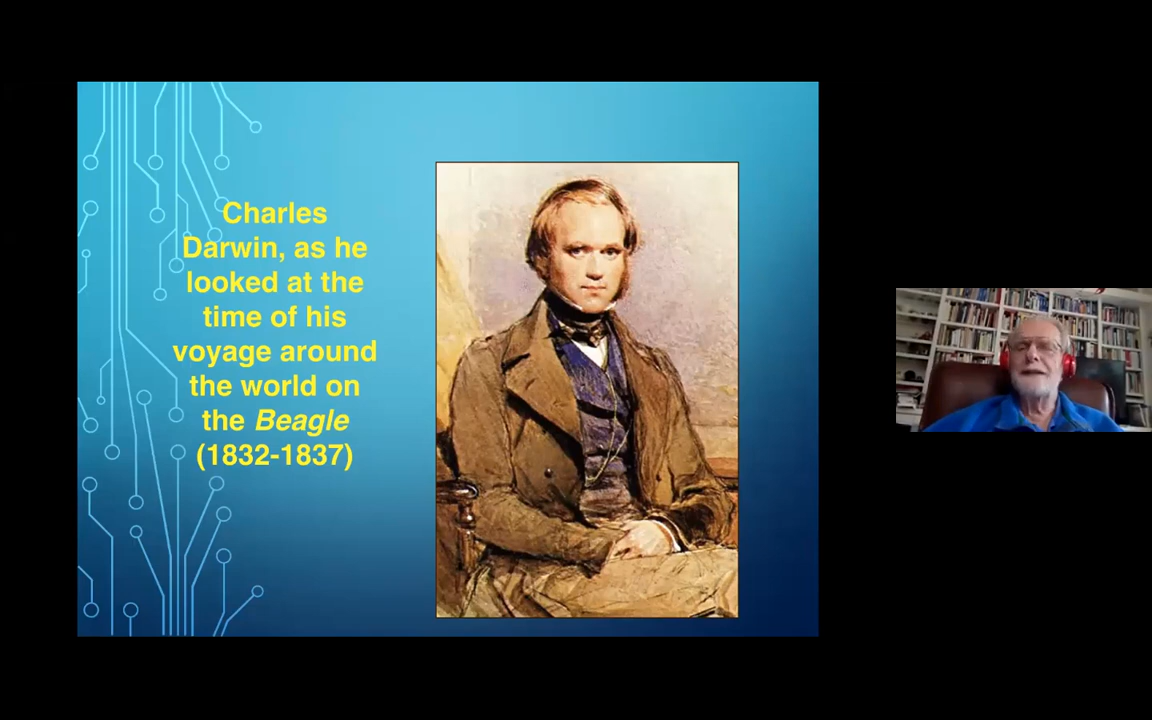 Charles
Darwin, as he
looked at the
time of his
voyage around
the world on
the Beagle
(1832-1837)